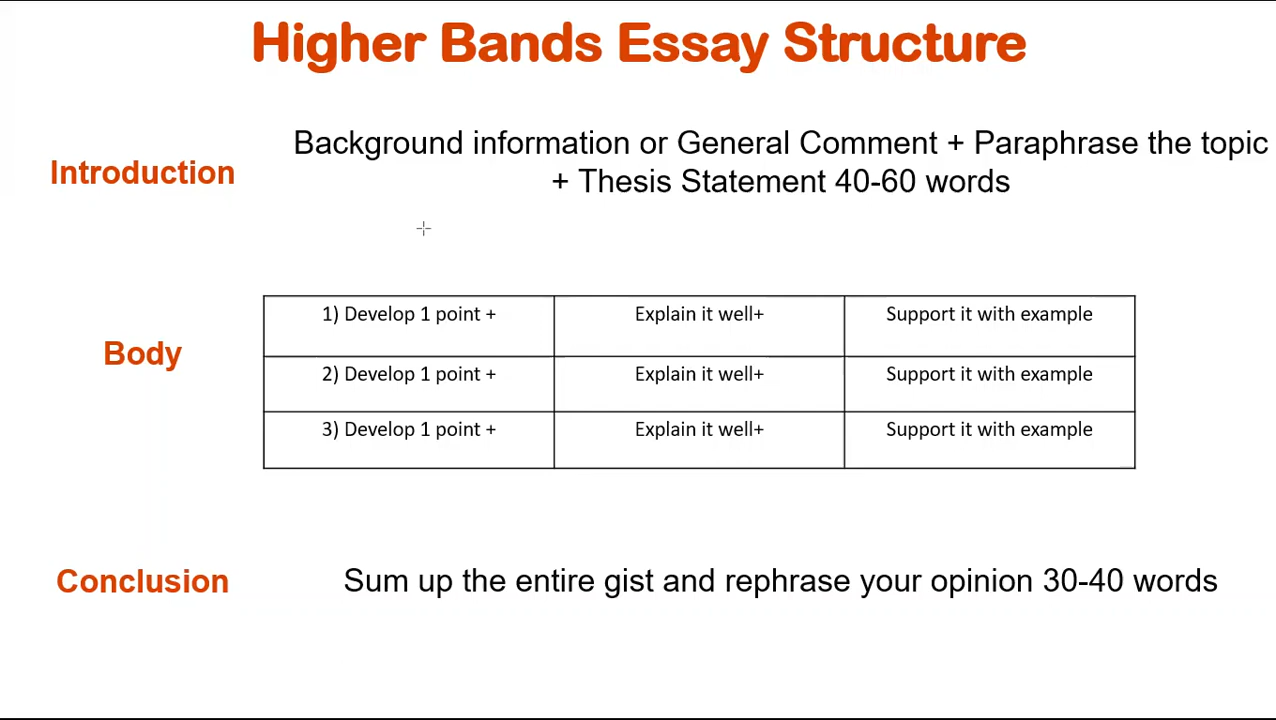 Higher Bands Essay Structure
Introduction
Background information or General Comment + Paraphrase the topic
+ Thesis Statement 40-60 words
Body
1) Develop 1 point + Explain it well+ Support it with example
2) Develop 1 point + Explain it well+ Support it with example
3) Develop 1 point + Explain it well+ Support it with example
Conclusion
Sum up the entire gist and rephrase your opinion 30-40 words